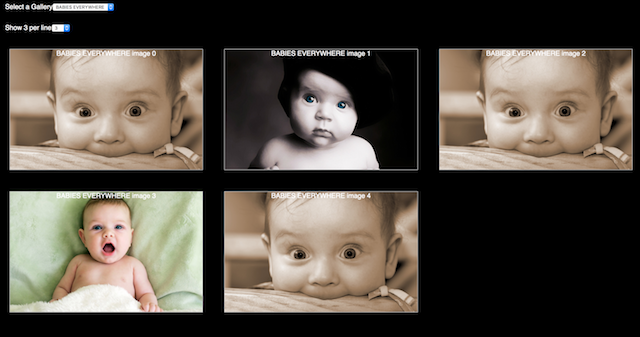 Select a Gallery BABIES EVERYWHERE
Show 3 per line 3
BABIES EVERYWHERE image 0
BABIES EVERYWHERE image 1
BABIES EVERYWHERE image 2
BABIES EVERYWHERE image 3
BABIES EVERYWHERE image 4